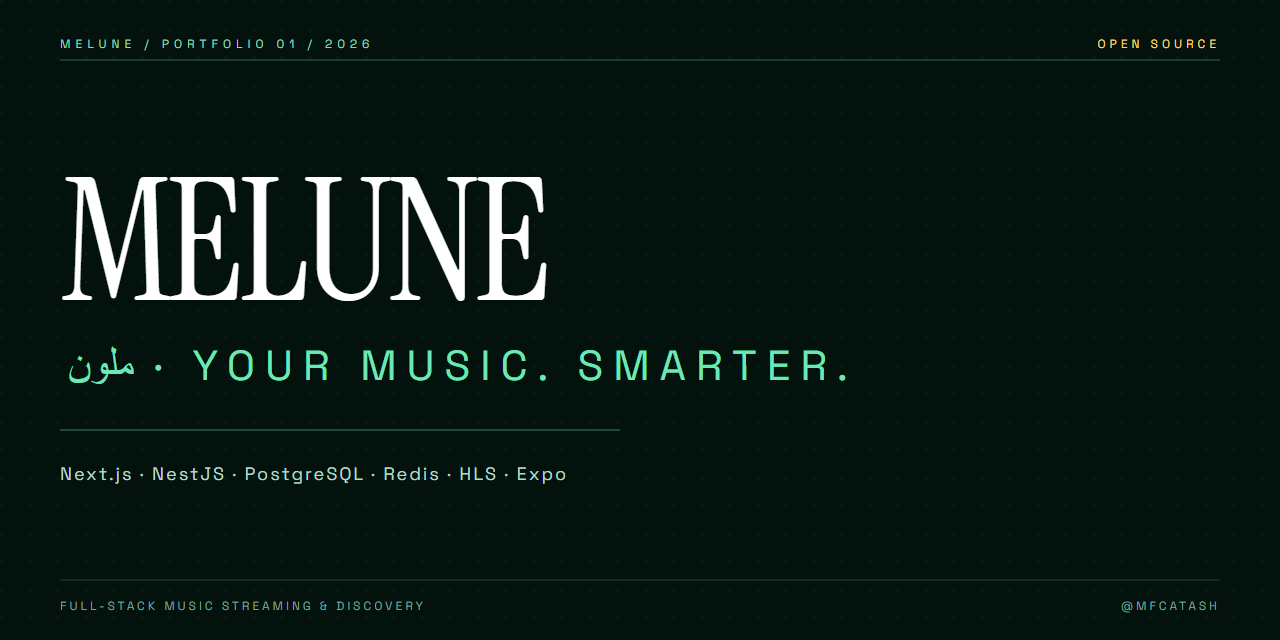 MELUNE / PORTFOLIO 01 / 2026
OPEN SOURCE
MELUNE
ملون · YOUR MUSIC. SMARTER.
Next.js · NestJS · PostgreSQL · Redis · HLS · Expo
FULL-STACK MUSIC STREAMING & DISCOVERY
@MFCATASH